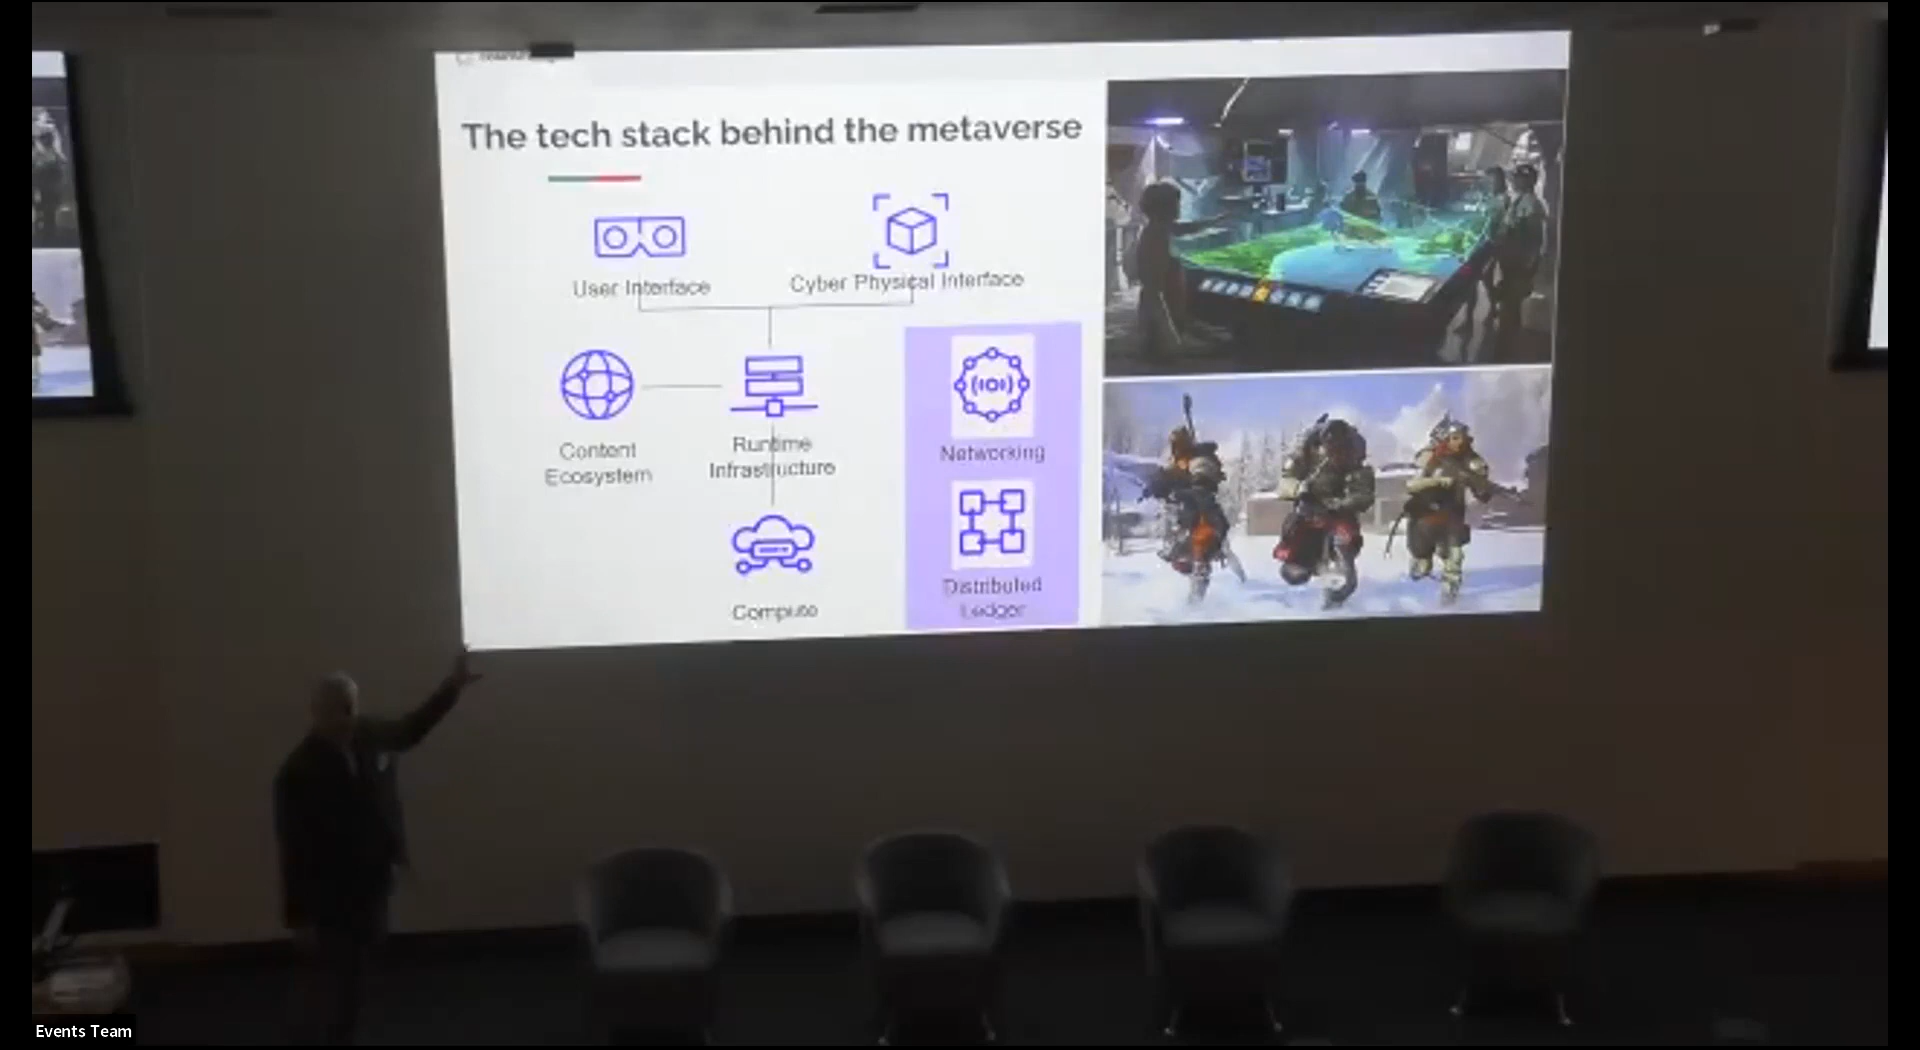 The tech stack behind the metaverse
User Interface
Cyber Physical Interface
Content
Ecosystem
Runtime
Infrastructure
Networking
Compute
Distributed
Ledger
Events Team